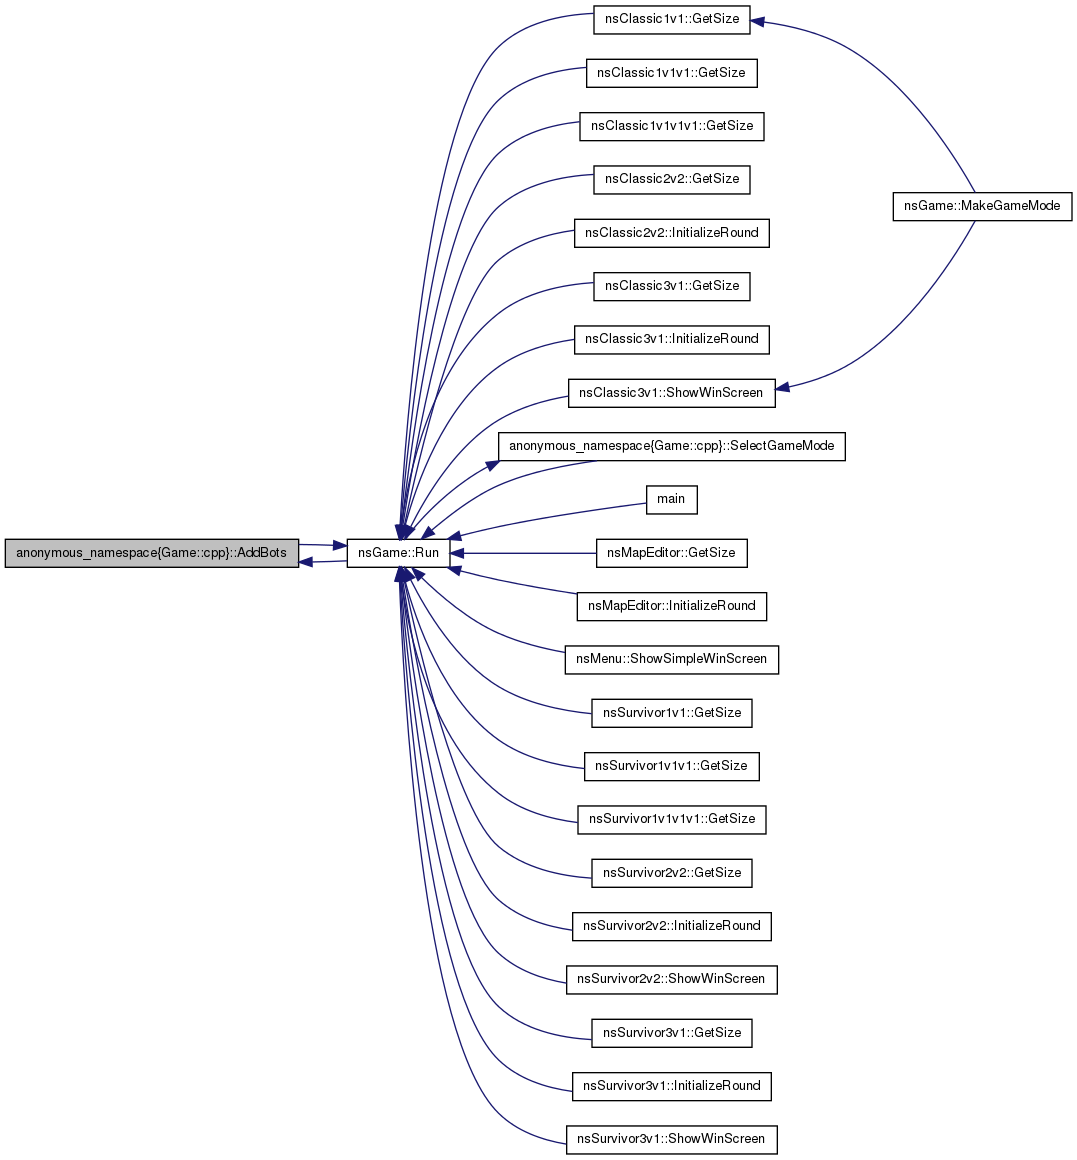 nsClassic1v1::GetSize
nsClassic1v1v1::GetSize
nsClassic1v1v1v1::GetSize
nsClassic2v2::GetSize
nsGame::MakeGameMode
nsClassic2v2::InitializeRound
nsClassic3v1::GetSize
nsClassic3v1::InitializeRound
nsClassic3v1::ShowWinScreen
anonymous_namespace{Game::cpp}::SelectGameMode
main
anonymous_namespace{Game::cpp}::AddBots
nsGame::Run
nsMapEditor::GetSize
nsMapEditor::InitializeRound
nsMenu::ShowSimpleWinScreen
nsSurvivor1v1::GetSize
nsSurvivor1v1v1::GetSize
nsSurvivor1v1v1v1::GetSize
nsSurvivor2v2::GetSize
nsSurvivor2v2::InitializeRound
nsSurvivor2v2::ShowWinScreen
nsSurvivor3v1::GetSize
nsSurvivor3v1::InitializeRound
nsSurvivor3v1::ShowWinScreen